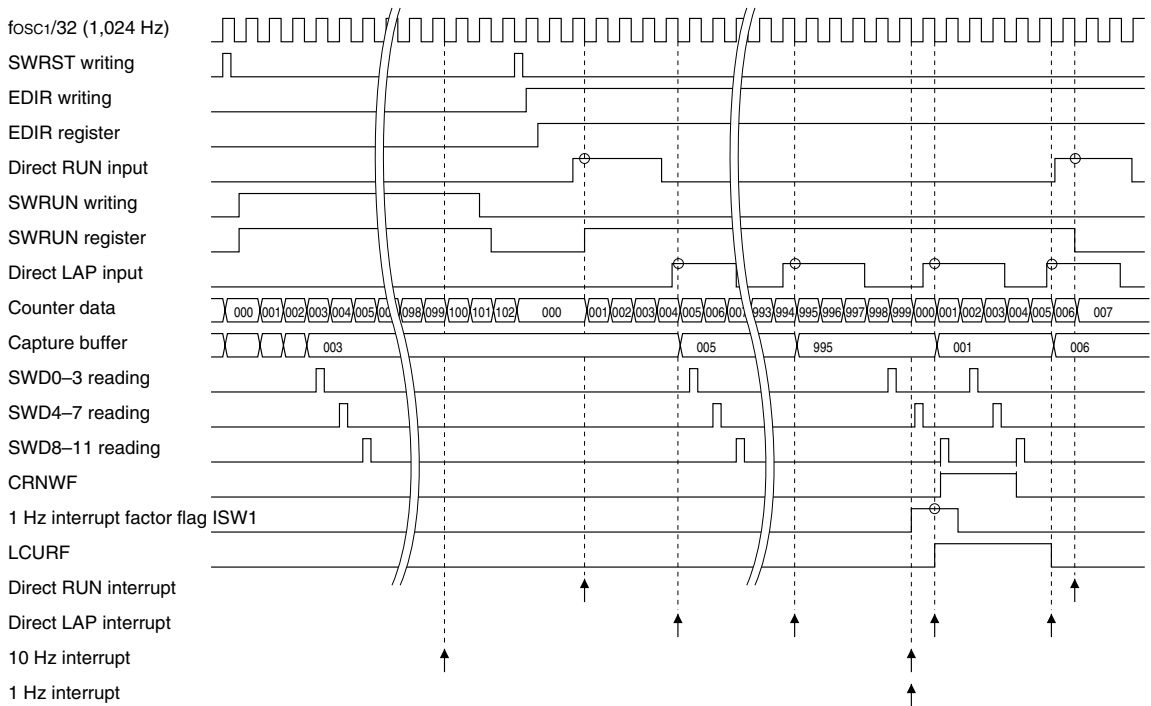 fOSC1/32 (1,024 Hz)
SWRST writing
EDIR writing
EDIR register
Direct RUN input
SWRUN writing
SWRUN register
Direct LAP input
Counter data 000 001 002 003 004 005 098 099 100 101 102 000 001 002 003 004 005 006 993 994 995 996 997 998 999 000 001 002 003 004 005 006 007
Capture buffer 003 005 995 001 006
SWD0–3 reading
SWD4–7 reading
SWD8–11 reading
CRNWF
1 Hz interrupt factor flag ISW1
LCURF
Direct RUN interrupt
Direct LAP interrupt
10 Hz interrupt
1 Hz interrupt